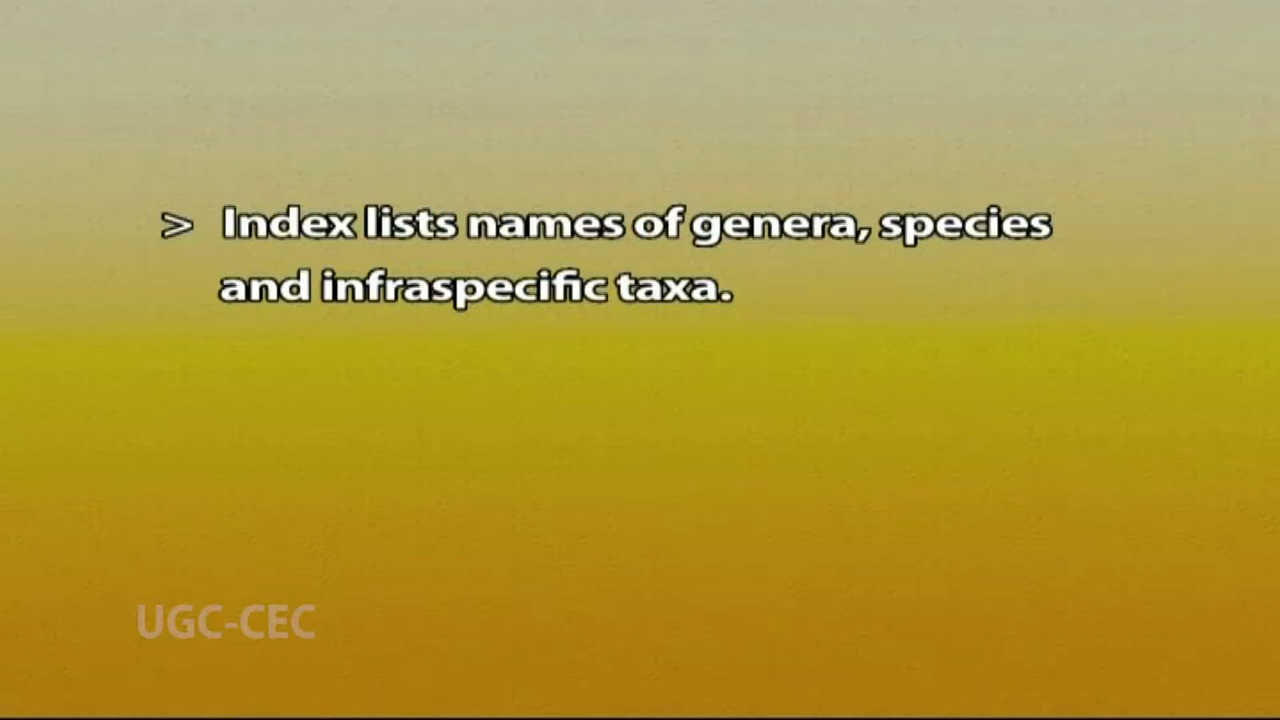 > Index lists names of genera, species
and infraspecific taxa.
UGC-CEC